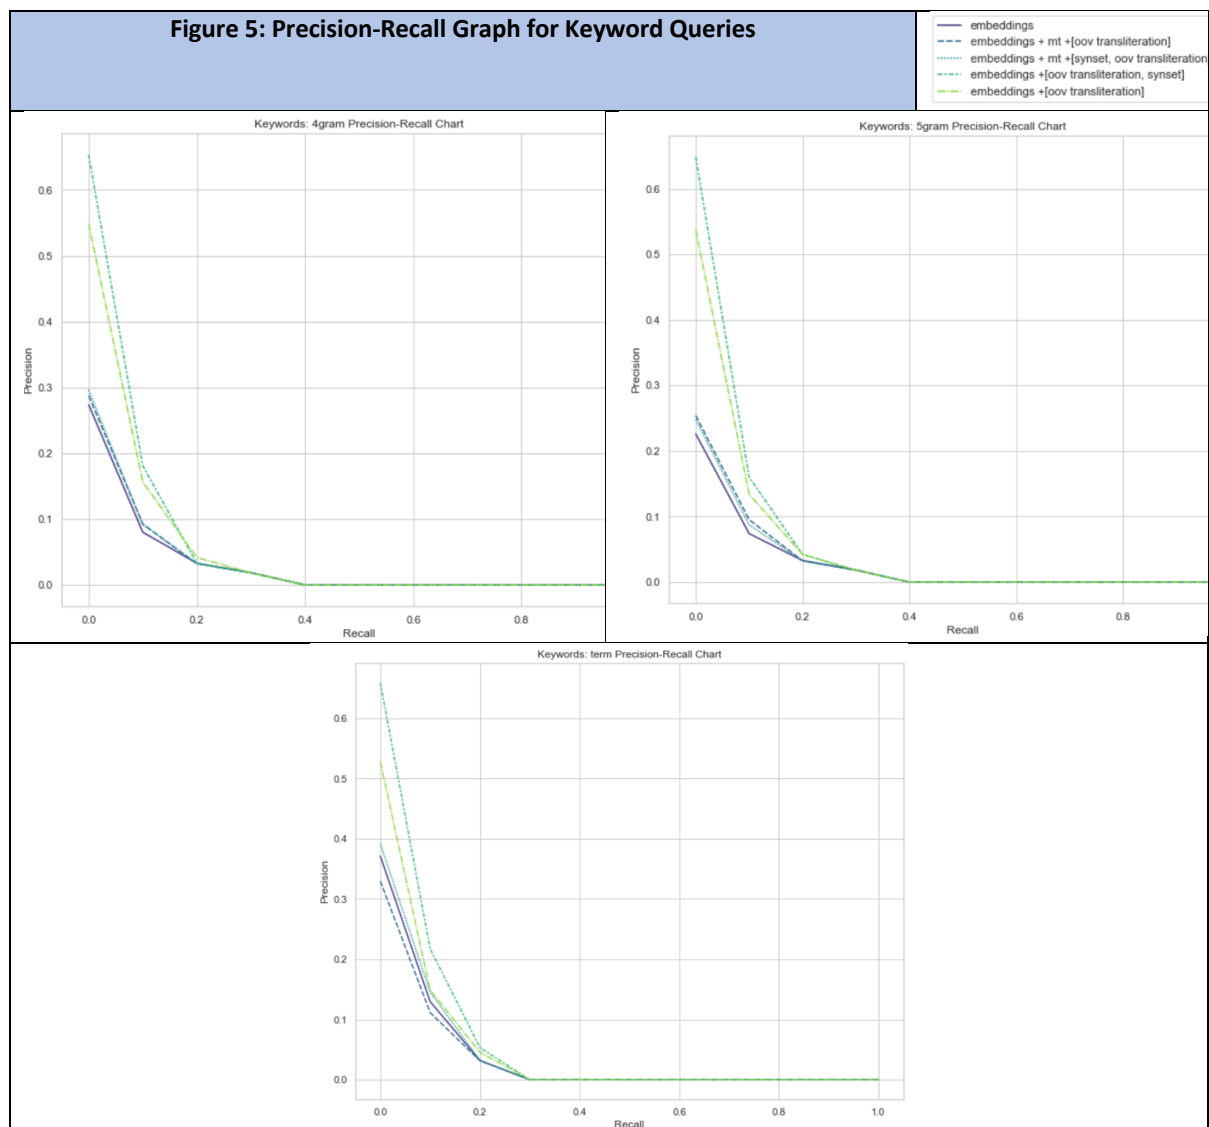 Figure 5: Precision-Recall Graph for Keyword Queries
embeddings
embeddings + mt +[oov transliteration]
embeddings + mt +[synset, oov transliteration
embeddings +[oov transliteration, synset]
embeddings +[oov transliteration]
Keywords: 4gram Precision-Recall Chart
0.6
0.5
0.4
0.3
0.2
0.1
0.0
Precision
0.0 0.2 0.4 0.6 0.8
Recall
Keywords: 5gram Precision-Recall Chart
0.6
0.5
0.4
0.3
0.2
0.1
0.0
Precision
0.0 0.2 0.4 0.6 0.8
Recall
Keywords: term Precision-Recall Chart
0.6
0.5
0.4
0.3
0.2
0.1
0.0
Precision
0.0 0.2 0.4 0.6 0.8 1.0
Recall